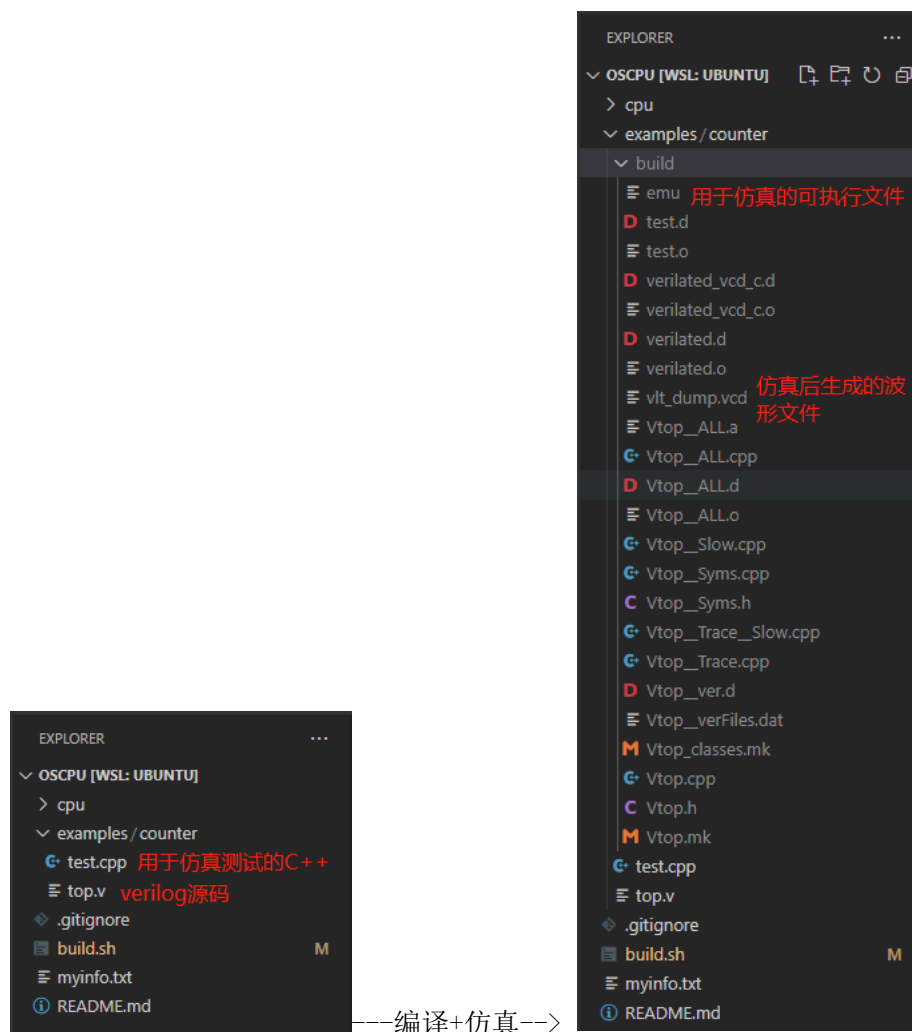 EXPLORER ...
OSCPU [WSL: UBUNTU]
cpu
examples / counter
test.cpp 用于仿真测试的C++
top.v verilog源码
.gitignore
build.sh M
myinfo.txt
README.md
---编译+仿真-->
EXPLORER ...
OSCPU [WSL: UBUNTU]
cpu
examples / counter
build
emu 用于仿真的可执行文件
test.d
test.o
verilated_vcd_c.d
verilated_vcd_c.o
verilated.d
verilated.o
vlt_dump.vcd 仿真后生成的波
形文件
Vtop__ALL.a
Vtop__ALL.cpp
Vtop__ALL.d
Vtop__ALL.o
Vtop__Slow.cpp
Vtop__Syms.cpp
Vtop__Syms.h
Vtop__Trace__Slow.cpp
Vtop__Trace.cpp
Vtop__ver.d
Vtop__verFiles.dat
Vtop_classes.mk
Vtop.cpp
Vtop.h
Vtop.mk
test.cpp
top.v
.gitignore
build.sh M
myinfo.txt
README.md